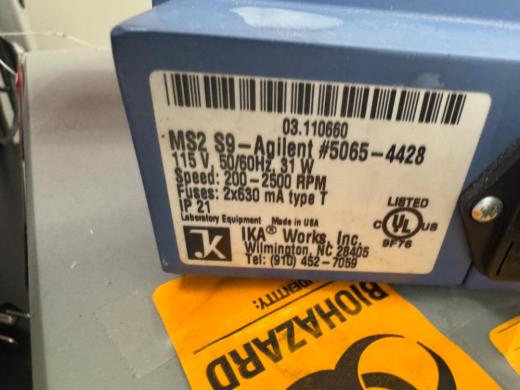 03.110660
MS2 S9-Agilent #5065-4428
115 V, 50/60Hz, 31 W
Speed: 200-2500 RPM
Fuses: 2x630 mA type T
IP 21
Laboratory Equipment Made in USA
IKA® Works, Inc.
Wilmington, NC 28405
Tel: (910) 452-7059
LISTED
C UL US
9F76
IDENTITY:
BIOHAZARD